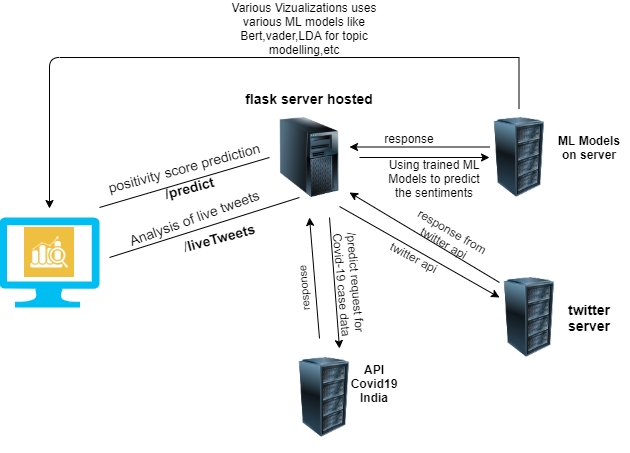 Various Vizualizations uses
various ML models like
Bert,vader,LDA for topic
modelling,etc
flask server hosted
response
Using trained ML
Models to predict
the sentiments
ML Models
on server
positivity score prediction
/predict
Analysis of live tweets
/liveTweets
response from
twitter api
twitter api
/predict request for
Covid-19 case data
response
twitter
server
API
Covid19
India